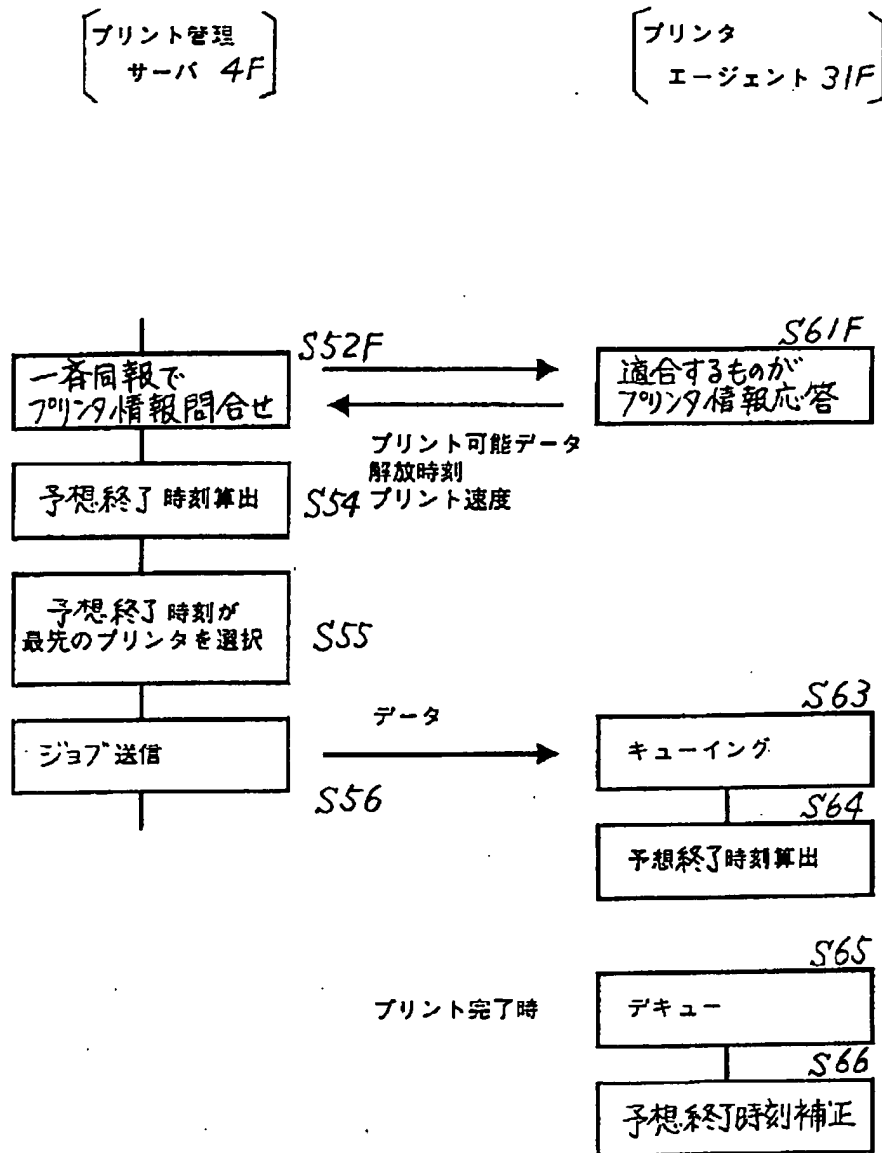 プリント管理
サーバ 4F
プリンタ
エージェント 31F
S52F
S61F
一斉同報で
プリンタ情報問合せ
適合するものが
プリンタ情報応答
プリント可能データ
解放時刻
プリント速度
予想終了時刻算出
S54
予想終了時刻が
最先のプリンタを選択
S55
データ
S63
ジョブ送信
キューイング
S56
S64
予想終了時刻算出
S65
プリント完了時
デキュー
S66
予想終了時刻補正